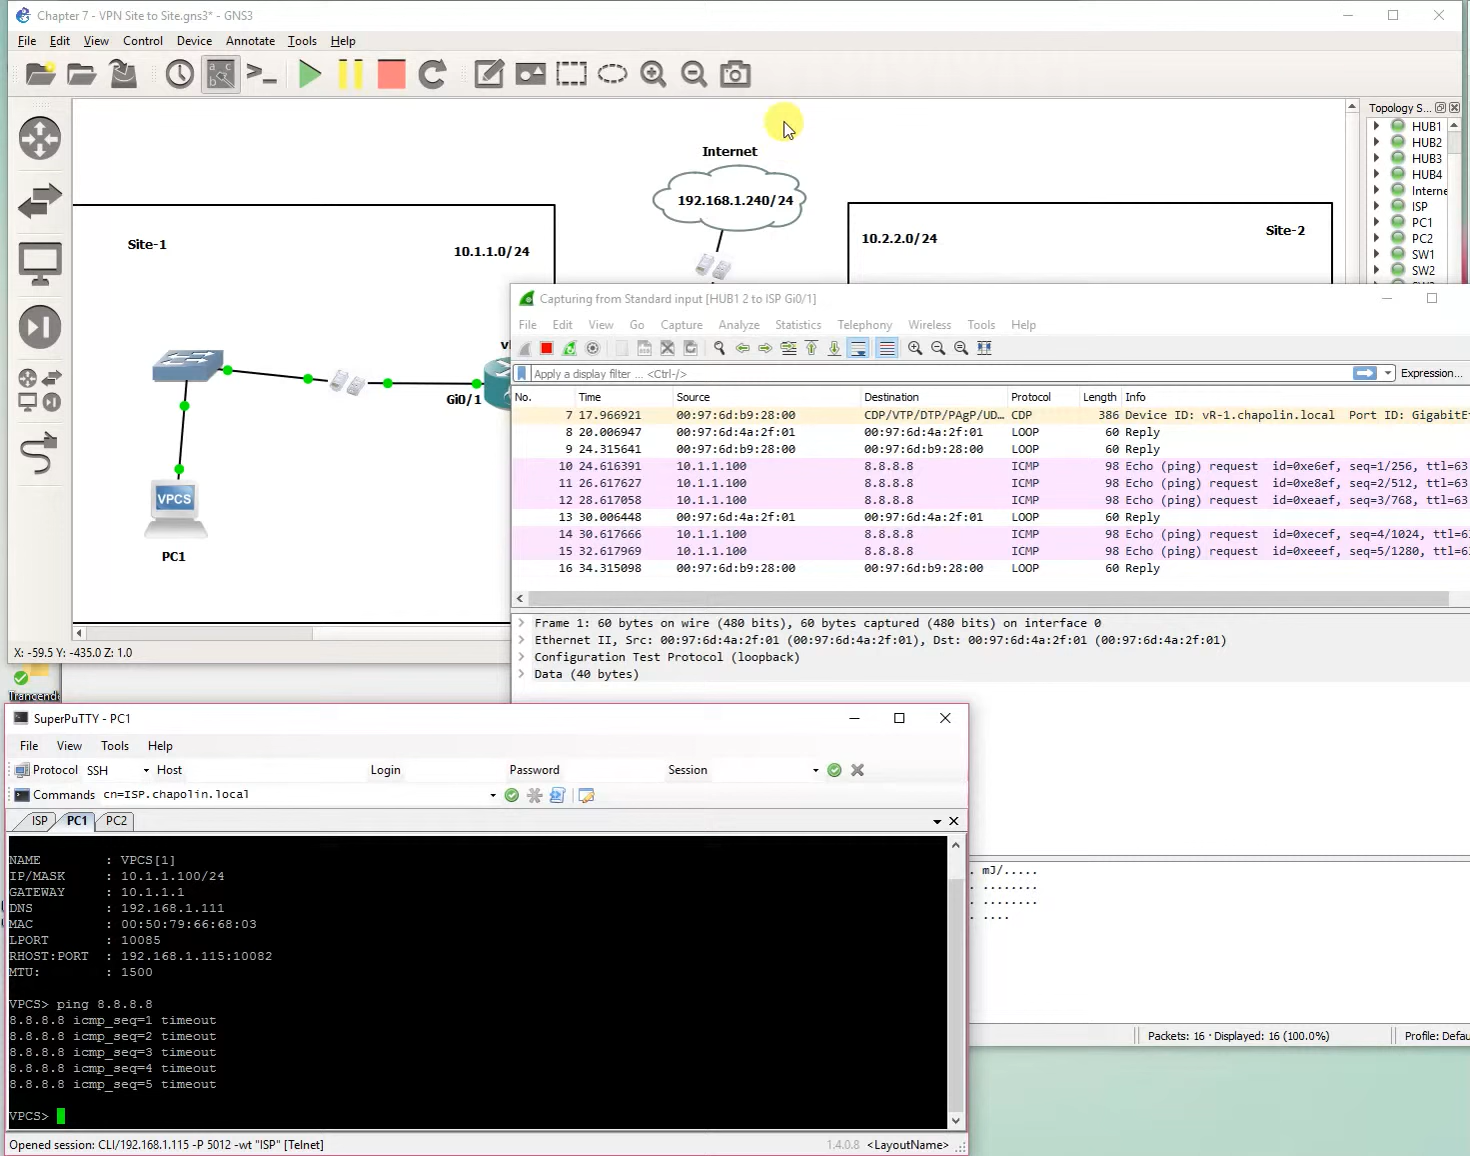 Chapter 7 - VPN Site to Site.gns3* - GNS3
File Edit View Control Device Annotate Tools Help
Topology S...
HUB1
HUB2
HUB3
HUB4
Interne
ISP
PC1
PC2
SW1
SW2
Internet
192.168.1.240/24
Site-1
10.1.1.0/24
10.2.2.0/24
Site-2
Gi0/1
VPCS
PC1
X: -59.5 Y: -435.0 Z: 1.0
Trancend
Capturing from Standard input [HUB1 2 to ISP Gi0/1]
File Edit View Go Capture Analyze Statistics Telephony Wireless Tools Help
Apply a display filter ... <Ctrl-/>
Expression...
No. Time Source Destination Protocol Length Info
7 17.966921 00:97:6d:b9:28:00 CDP/VTP/DTP/PAgP/UD... CDP 386 Device ID: vR-1.chapolin.local Port ID: GigabitEt
8 20.006947 00:97:6d:4a:2f:01 00:97:6d:4a:2f:01 LOOP 60 Reply
9 24.315641 00:97:6d:b9:28:00 00:97:6d:b9:28:00 LOOP 60 Reply
10 24.616391 10.1.1.100 8.8.8.8 ICMP 98 Echo (ping) request id=0xe6ef, seq=1/256, ttl=63
11 26.617627 10.1.1.100 8.8.8.8 ICMP 98 Echo (ping) request id=0xe8ef, seq=2/512, ttl=63
12 28.617058 10.1.1.100 8.8.8.8 ICMP 98 Echo (ping) request id=0xeaef, seq=3/768, ttl=63
13 30.006448 00:97:6d:4a:2f:01 00:97:6d:4a:2f:01 LOOP 60 Reply
14 30.617666 10.1.1.100 8.8.8.8 ICMP 98 Echo (ping) request id=0xecef, seq=4/1024, ttl=6
15 32.617969 10.1.1.100 8.8.8.8 ICMP 98 Echo (ping) request id=0xeeef, seq=5/1280, ttl=6
16 34.315098 00:97:6d:b9:28:00 00:97:6d:b9:28:00 LOOP 60 Reply
Frame 1: 60 bytes on wire (480 bits), 60 bytes captured (480 bits) on interface 0
Ethernet II, Src: 00:97:6d:4a:2f:01 (00:97:6d:4a:2f:01), Dst: 00:97:6d:4a:2f:01 (00:97:6d:4a:2f:01)
Configuration Test Protocol (loopback)
Data (40 bytes)
. mJ/.....
. ........
. ........
. ....
Packets: 16 · Displayed: 16 (100.0%)
Profile: Defau
SuperPuTTY - PC1
File View Tools Help
Protocol SSH Host Login Password Session
Commands cn=ISP.chapolin.local
ISP PC1 PC2
NAME : VPCS[1]
IP/MASK : 10.1.1.100/24
GATEWAY : 10.1.1.1
DNS : 192.168.1.111
MAC : 00:50:79:66:68:03
LPORT : 10085
RHOST:PORT : 192.168.1.115:10082
MTU: : 1500
VPCS> ping 8.8.8.8
8.8.8.8 icmp_seq=1 timeout
8.8.8.8 icmp_seq=2 timeout
8.8.8.8 icmp_seq=3 timeout
8.8.8.8 icmp_seq=4 timeout
8.8.8.8 icmp_seq=5 timeout
VPCS>
Opened session: CLI/192.168.1.115 -P 5012 -wt "ISP" [Telnet]
1.4.0.8 <LayoutName>